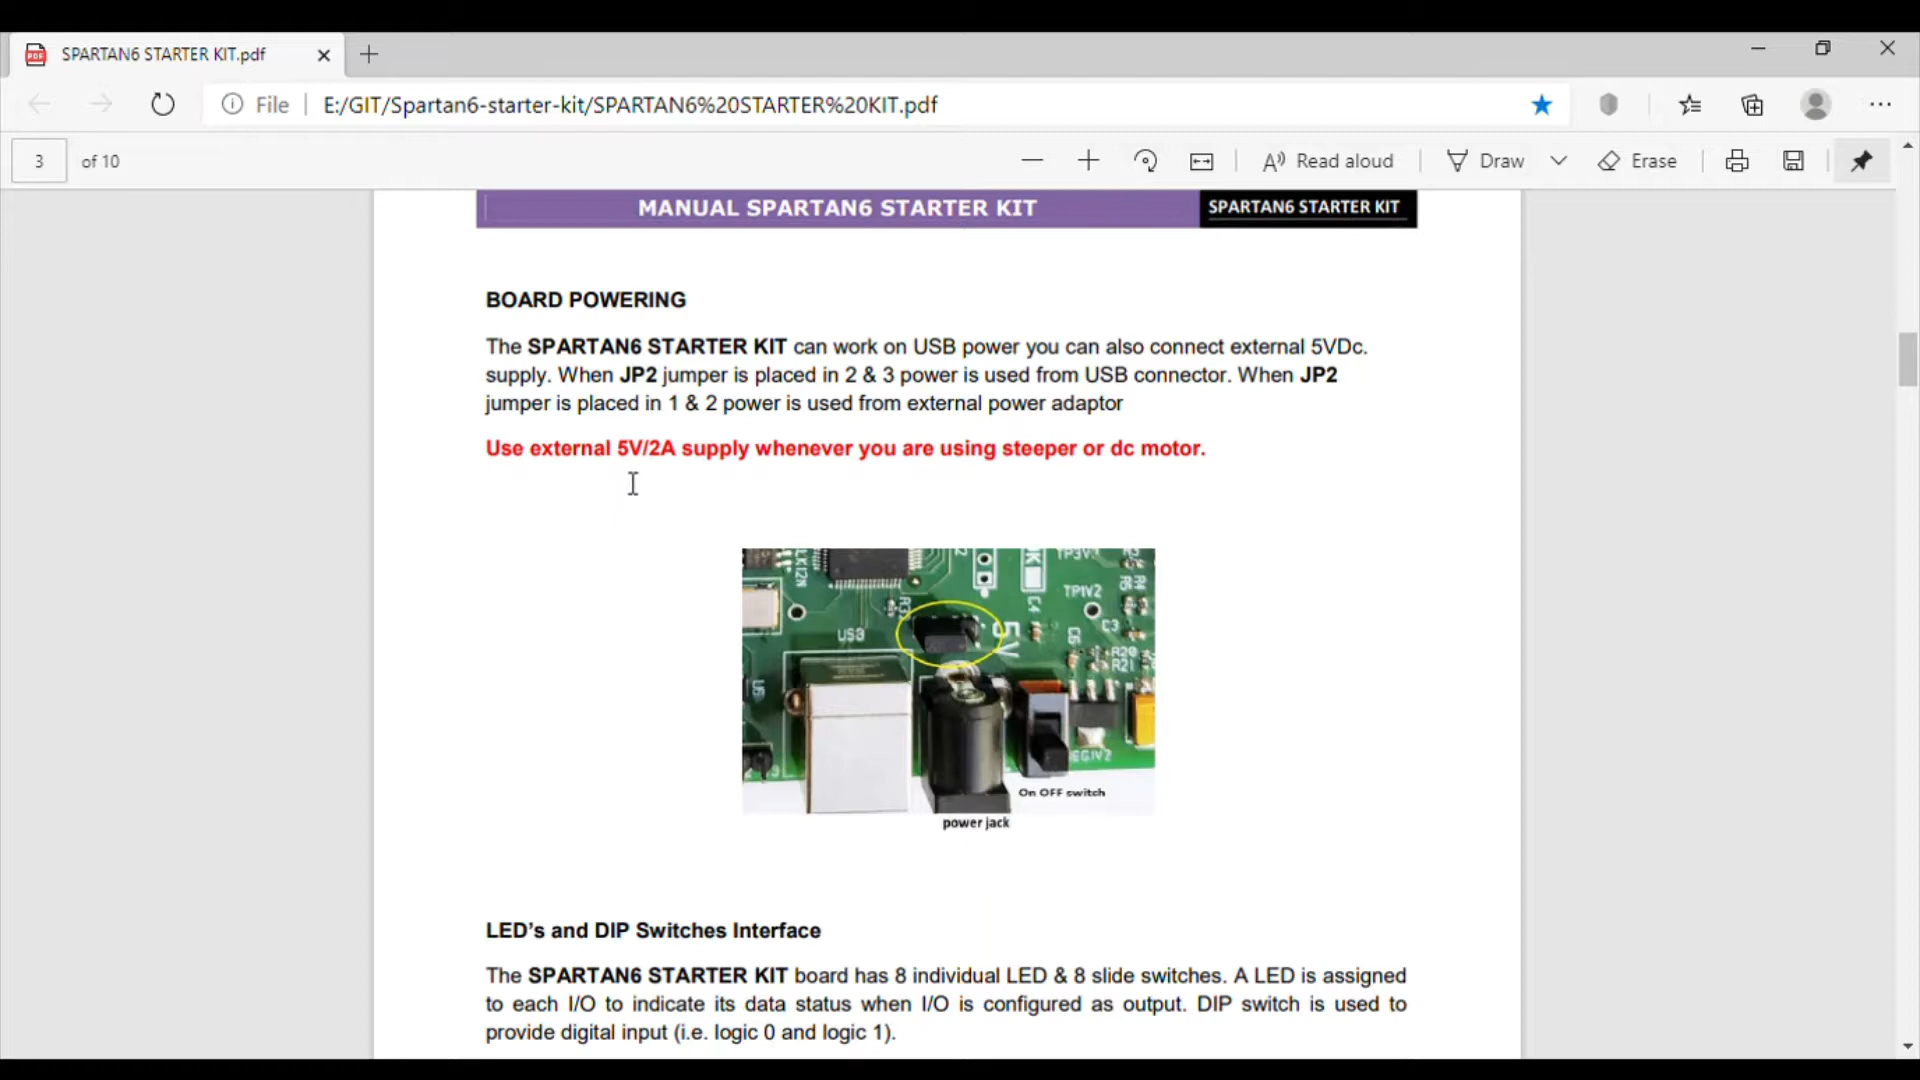 SPARTAN6 STARTER KIT.pdf
File
E:/GIT/Spartan6-starter-kit/SPARTAN6%20STARTER%20KIT.pdf
3 of 10
Read aloud
Draw
Erase
MANUAL SPARTAN6 STARTER KIT
SPARTAN6 STARTER KIT
BOARD POWERING
The SPARTAN6 STARTER KIT can work on USB power you can also connect external 5VDc.
supply. When JP2 jumper is placed in 2 & 3 power is used from USB connector. When JP2
jumper is placed in 1 & 2 power is used from external power adaptor
Use external 5V/2A supply whenever you are using steeper or dc motor.
TP1V2
C4
C3
5V
C6
R20
R21
On OFF switch
power jack
LED's and DIP Switches Interface
The SPARTAN6 STARTER KIT board has 8 individual LED & 8 slide switches. A LED is assigned
to each I/O to indicate its data status when I/O is configured as output. DIP switch is used to
provide digital input (i.e. logic 0 and logic 1).